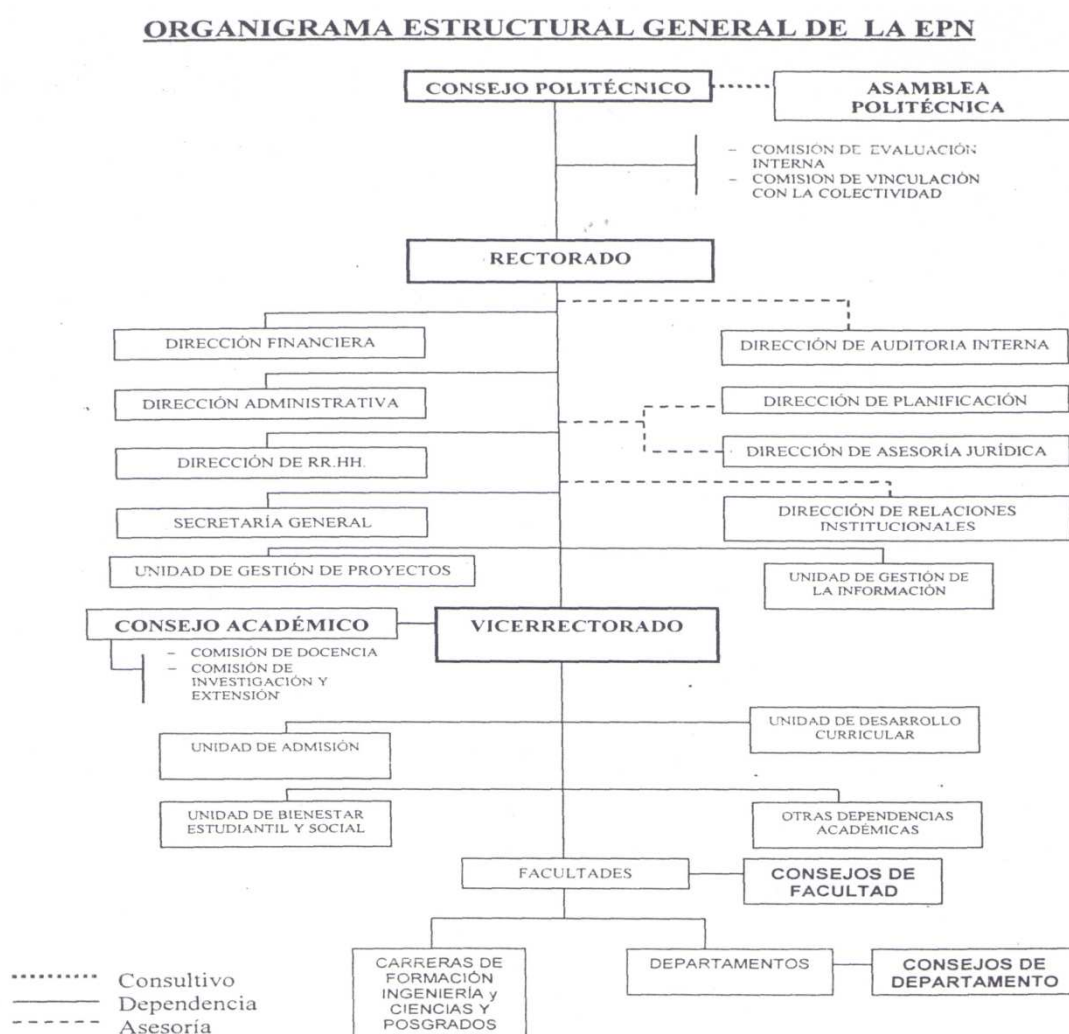 ORGANIGRAMA ESTRUCTURAL GENERAL DE LA EPN
CONSEJO POLITÉCNICO
ASAMBLEA
POLITÉCNICA
– COMISIÓN DE EVALUACIÓN
INTERNA
– COMISION DE VINCULACIÓN
CON LA COLECTIVIDAD
RECTORADO
DIRECCIÓN FINANCIERA
DIRECCIÓN DE AUDITORIA INTERNA
DIRECCIÓN ADMINISTRATIVA
DIRECCIÓN DE PLANIFICACIÓN
DIRECCIÓN DE RR.HH.
DIRECCIÓN DE ASESORÍA JURÍDICA
SECRETARÍA GENERAL
DIRECCIÓN DE RELACIONES
INSTITUCIONALES
UNIDAD DE GESTIÓN DE PROYECTOS
UNIDAD DE GESTIÓN DE
LA INFORMACIÓN
CONSEJO ACADÉMICO
VICERRECTORADO
– COMISIÓN DE DOCENCIA
– COMISIÓN DE
INVESTIGACIÓN Y
EXTENSIÓN
UNIDAD DE ADMISIÓN
UNIDAD DE DESARROLLO
CURRICULAR
UNIDAD DE BIENESTAR
ESTUDIANTIL Y SOCIAL
OTRAS DEPENDENCIAS
ACADÉMICAS
FACULTADES
CONSEJOS DE
FACULTAD
CARRERAS DE
FORMACIÓN
INGENIERÍA y
CIENCIAS Y
POSGRADOS
DEPARTAMENTOS
CONSEJOS DE
DEPARTAMENTO
Consultivo
Dependencia
Asesoría